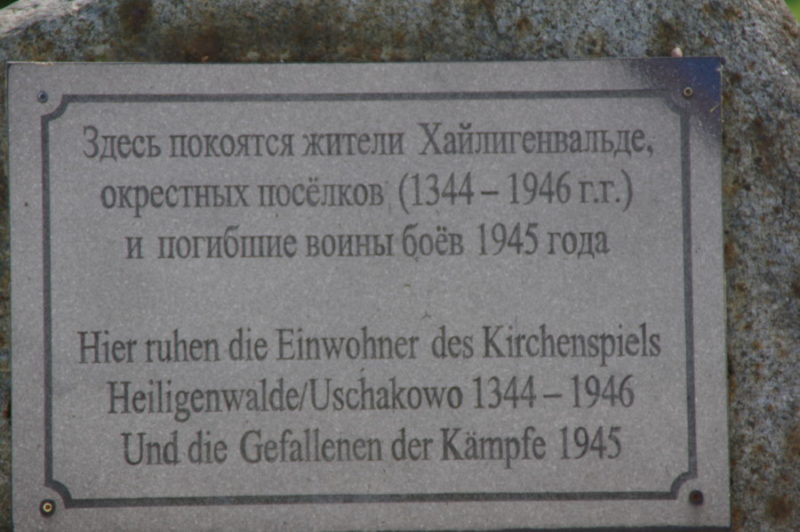 Здесь покоятся жители Хайлигенвальде,
окрестных посёлков (1344 – 1946 г.г.)
и погибшие воины боёв 1945 года
Hier ruhen die Einwohner des Kirchenspiels
Heiligenwalde/Uschakowo 1344 – 1946
Und die Gefallenen der Kämpfe 1945